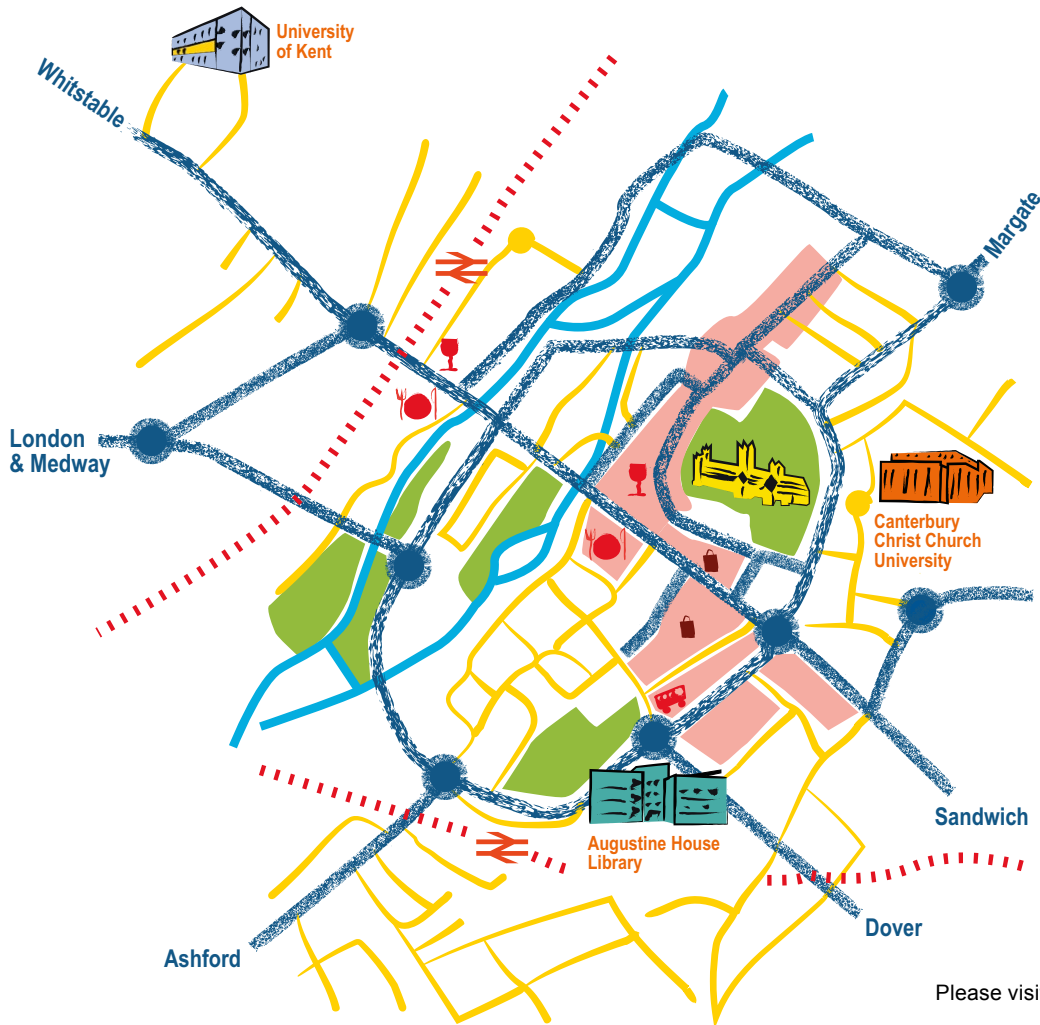 University
of Kent
Whitstable
Margate
London
& Medway
Canterbury
Christ Church
University
Sandwich
Augustine House
Library
Dover
Ashford
Please visi